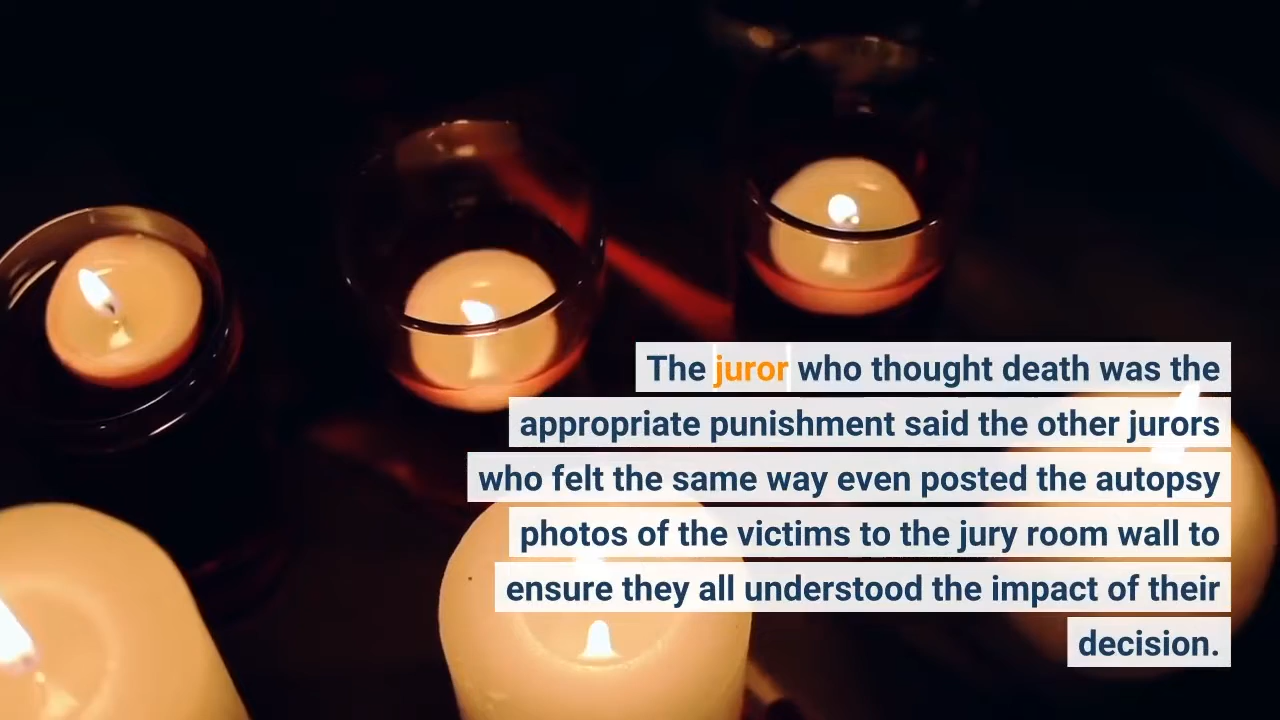 The juror who thought death was the
appropriate punishment said the other jurors
who felt the same way even posted the autopsy
photos of the victims to the jury room wall to
ensure they all understood the impact of their
decision.